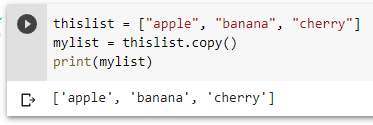 thislist = ["apple", "banana", "cherry"]
mylist = thislist.copy()
print(mylist)
['apple', 'banana', 'cherry']